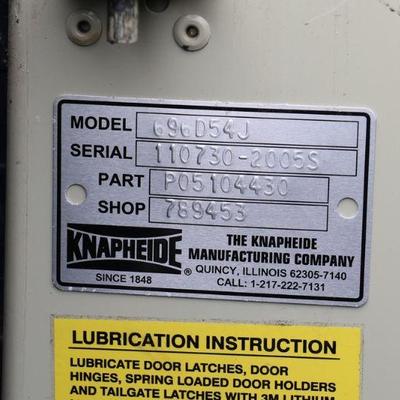 MODEL 696D54J
SERIAL 110730-2005S
PART P05104430
SHOP 789453
KNAPHEIDE ®
SINCE 1848
THE KNAPHEIDE
MANUFACTURING COMPANY
QUINCY, ILLINOIS 62305-7140
CALL: 1-217-222-7131
LUBRICATION INSTRUCTION
LUBRICATE DOOR LATCHES, DOOR
HINGES, SPRING LOADED DOOR HOLDERS
AND TAILGATE LATCHES WITH 3M LITHIUM